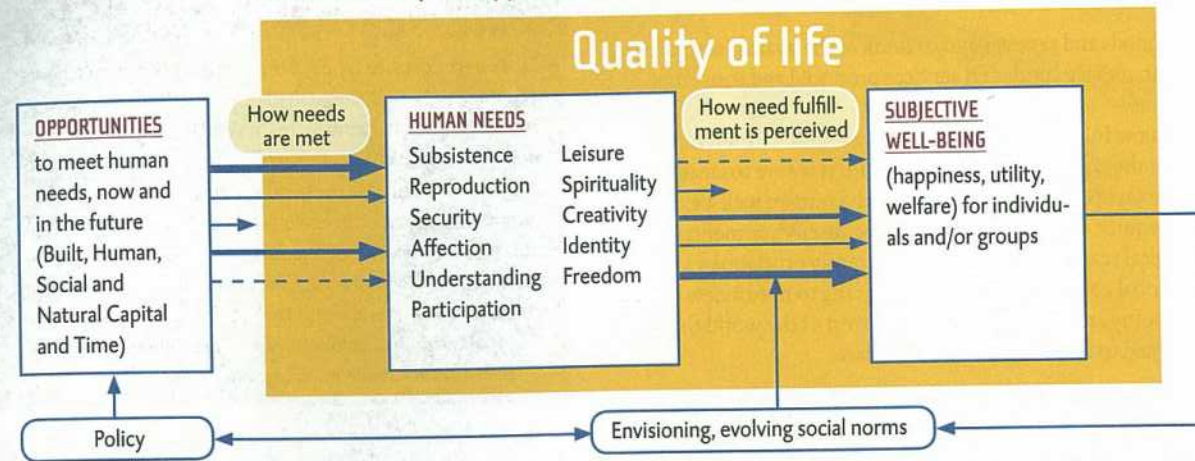 Quality of life
OPPORTUNITIES
to meet human
needs, now and
in the future
(Built, Human,
Social and
Natural Capital
and Time)
How needs
are met
HUMAN NEEDS
Subsistence
Reproduction
Security
Affection
Understanding
Participation
Leisure
Spirituality
Creativity
Identity
Freedom
How need fulfill-
ment is perceived
SUBJECTIVE
WELL-BEING
(happiness, utility,
welfare) for individu-
als and/or groups
Policy
Envisioning, evolving social norms